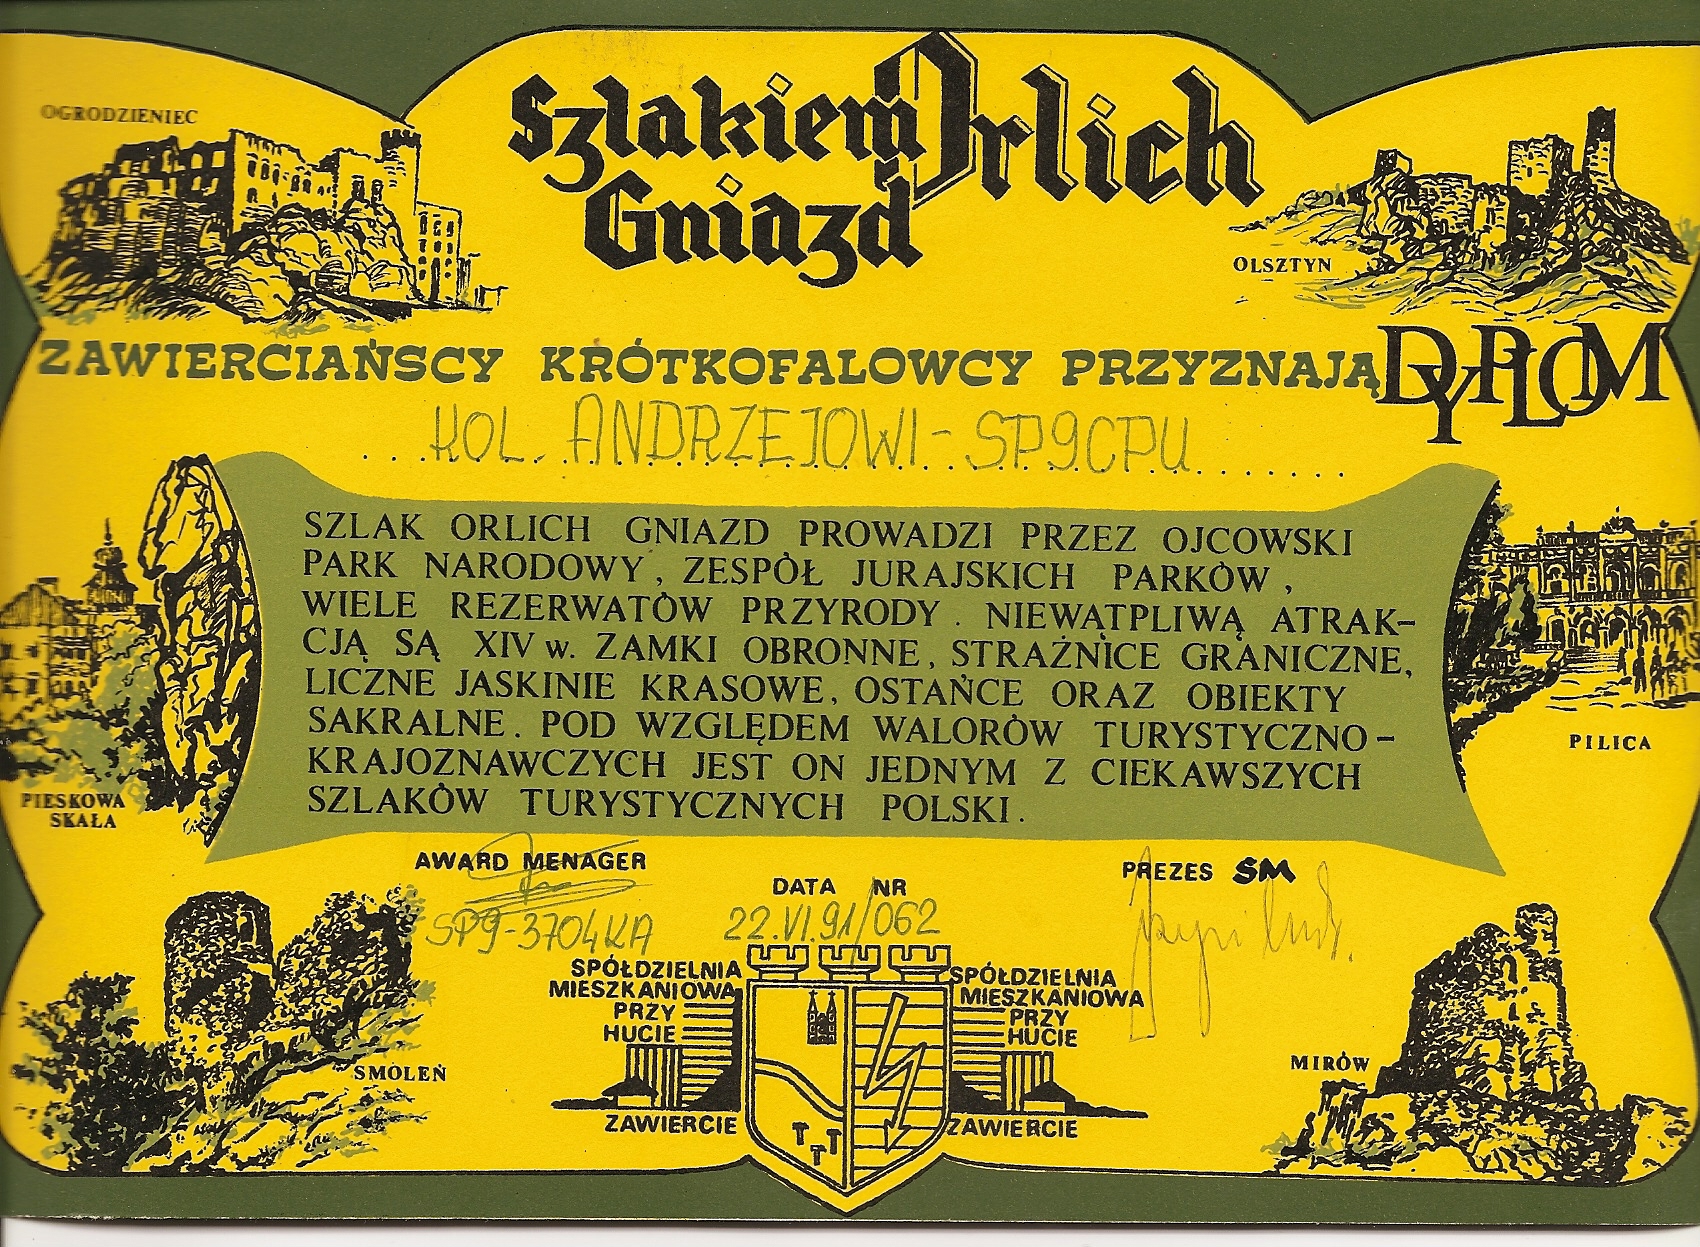 OGRODZIENIEC
Szlakiem Orlich
Gniazd
OLSZTYN
ZAWIERCIAŃSCY KRÓTKOFALOWCY PRZYZNAJĄ DYPLOM
KOL. ANDRZEJOWI - SP9CPU
SZLAK ORLICH GNIAZD PROWADZI PRZEZ OJCOWSKI
PARK NARODOWY, ZESPÓŁ JURAJSKICH PARKÓW,
WIELE REZERWATÓW PRZYRODY. NIEWĄTPLIWĄ ATRAK-
CJĄ SĄ XIV w. ZAMKI OBRONNE, STRAŻNICE GRANICZNE,
LICZNE JASKINIE KRASOWE, OSTAŃCE ORAZ OBIEKTY
SAKRALNE. POD WZGLĘDEM WALORÓW TURYSTYCZNO-
KRAJOZNAWCZYCH JEST ON JEDNYM Z CIEKAWSZYCH
SZLAKÓW TURYSTYCZNYCH POLSKI.
PIESKOWA
SKAŁA
PILICA
AWARD MENAGER
SP9-3704KA
DATA NR
22.VI.91/062
PREZES SM
SPÓŁDZIELNIA
MIESZKANIOWA
PRZY
HUCIE
ZAWIERCIE
SPÓŁDZIELNIA
MIESZKANIOWA
PRZY
HUCIE
ZAWIERCIE
SMOLEŃ
MIRÓW